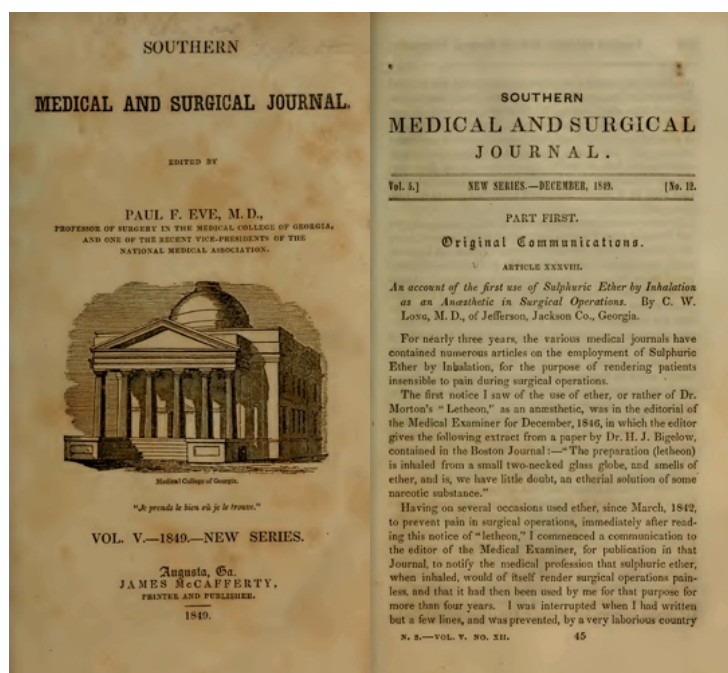 SOUTHERN
MEDICAL AND SURGICAL JOURNAL.
EDITED BY
PAUL F. EVE, M. D.,
PROFESSOR OF SURGERY IN THE MEDICAL COLLEGE OF GEORGIA,
AND ONE OF THE RECENT VICE-PRESIDENTS OF THE
NATIONAL MEDICAL ASSOCIATION.
Medical College of Georgia.
"Je prends le bien où je le trouve."
VOL. V.—1849.—NEW SERIES.
Augusta, Ga.
JAMES McCAFFERTY,
PRINTER AND PUBLISHER.
1849.
SOUTHERN
MEDICAL AND SURGICAL
JOURNAL.
Vol. 5.] NEW SERIES.—DECEMBER, 1849. [No. 12.
PART FIRST.
Original Communications.
ARTICLE XXXVIII.
An account of the first use of Sulphuric Ether by Inhalation
as an Anæsthetic in Surgical Operations. By C. W.
LONG, M. D., of Jefferson, Jackson Co., Georgia.
For nearly three years, the various medical journals have
contained numerous articles on the employment of Sulphuric
Ether by Inhalation, for the purpose of rendering patients
insensible to pain during surgical operations.
The first notice I saw of the use of ether, or rather of Dr.
Morton's "Letheon," as an anæsthetic, was in the editorial of
the Medical Examiner for December, 1846, in which the editor
gives the following extract from a paper by Dr. H. J. Bigelow,
contained in the Boston Journal:—"The preparation (letheon)
is inhaled from a small two-necked glass globe, and smells of
ether, and is, we have little doubt, an etherial solution of some
narcotic substance."
Having on several occasions used ether, since March, 1842,
to prevent pain in surgical operations, immediately after read-
ing this notice of "letheon," I commenced a communication to
the editor of the Medical Examiner, for publication in that
Journal, to notify the medical profession that sulphuric ether,
when inhaled, would of itself render surgical operations pain-
less, and that it had then been used by me for that purpose for
more than four years. I was interrupted when I had written
but a few lines, and was prevented, by a very laborious country
N. S.—VOL. V. NO. XII. 45